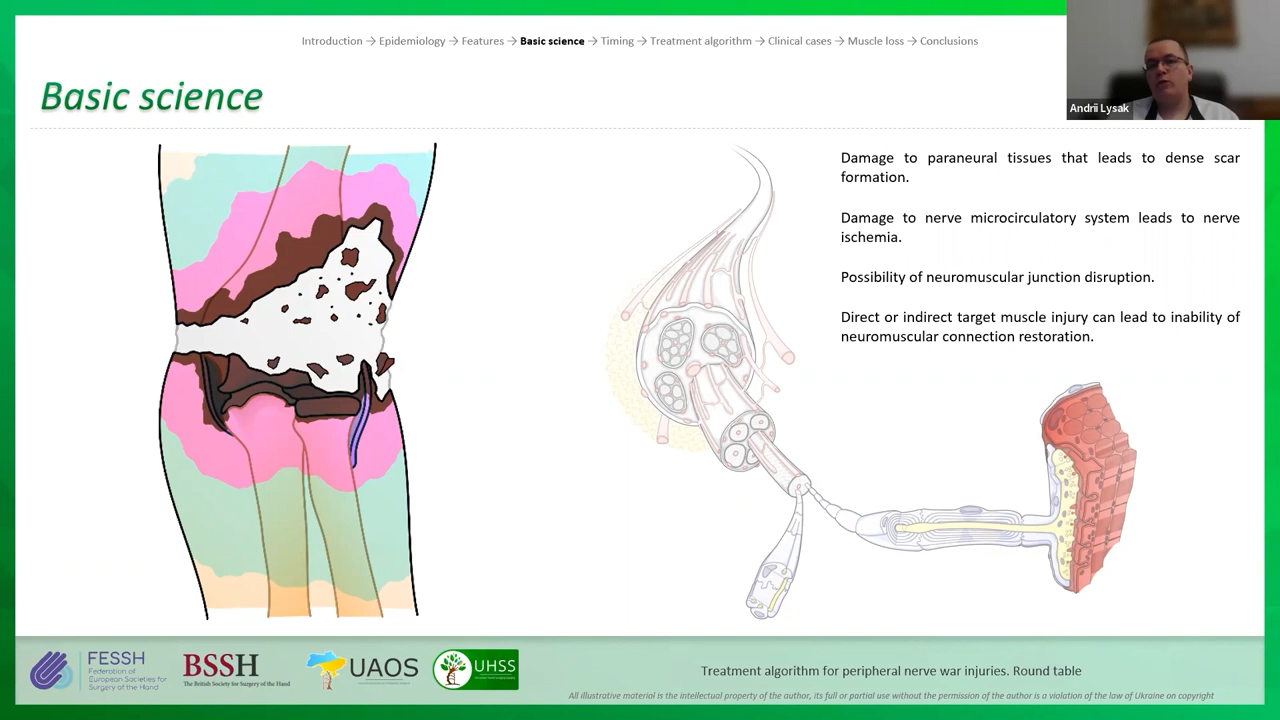 Introduction → Epidemiology → Features → Basic science → Timing → Treatment algorithm → Clinical cases → Muscle loss → Conclusions
Basic science
Andrii Lysak
Damage to paraneural tissues that leads to dense scar
formation.
Damage to nerve microcirculatory system leads to nerve
ischemia.
Possibility of neuromuscular junction disruption.
Direct or indirect target muscle injury can lead to inability of
neuromuscular connection restoration.
FESSH
Federation of
European Societies for
Surgery of the Hand
BSSH
The British Society for Surgery of the Hand
UAOS
UHSS
Treatment algorithm for peripheral nerve war injuries. Round table
All illustrative material is the intellectual property of the author, its full or partial use without the permission of the author is a violation of the law of Ukraine on copyright